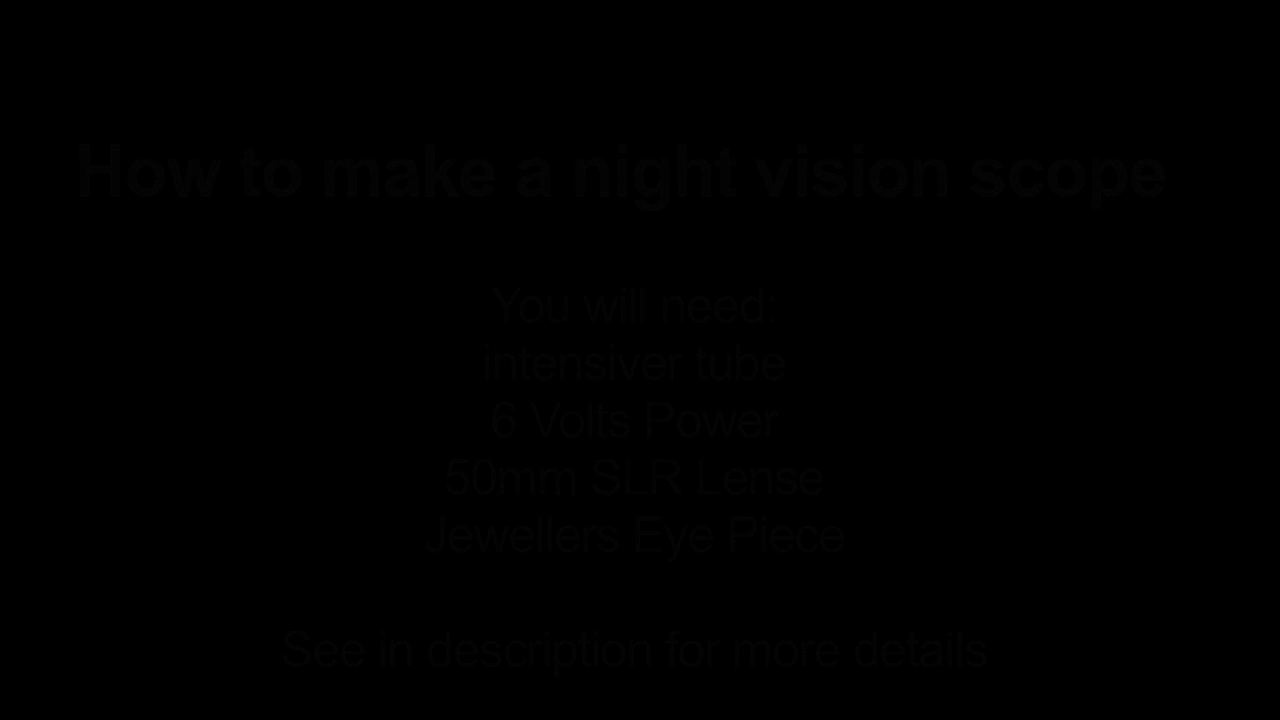 How to make a night vision scope
You will need:
intensiver tube
6 Volts Power
50mm SLR Lense
Jewellers Eye Piece
See in description for more details